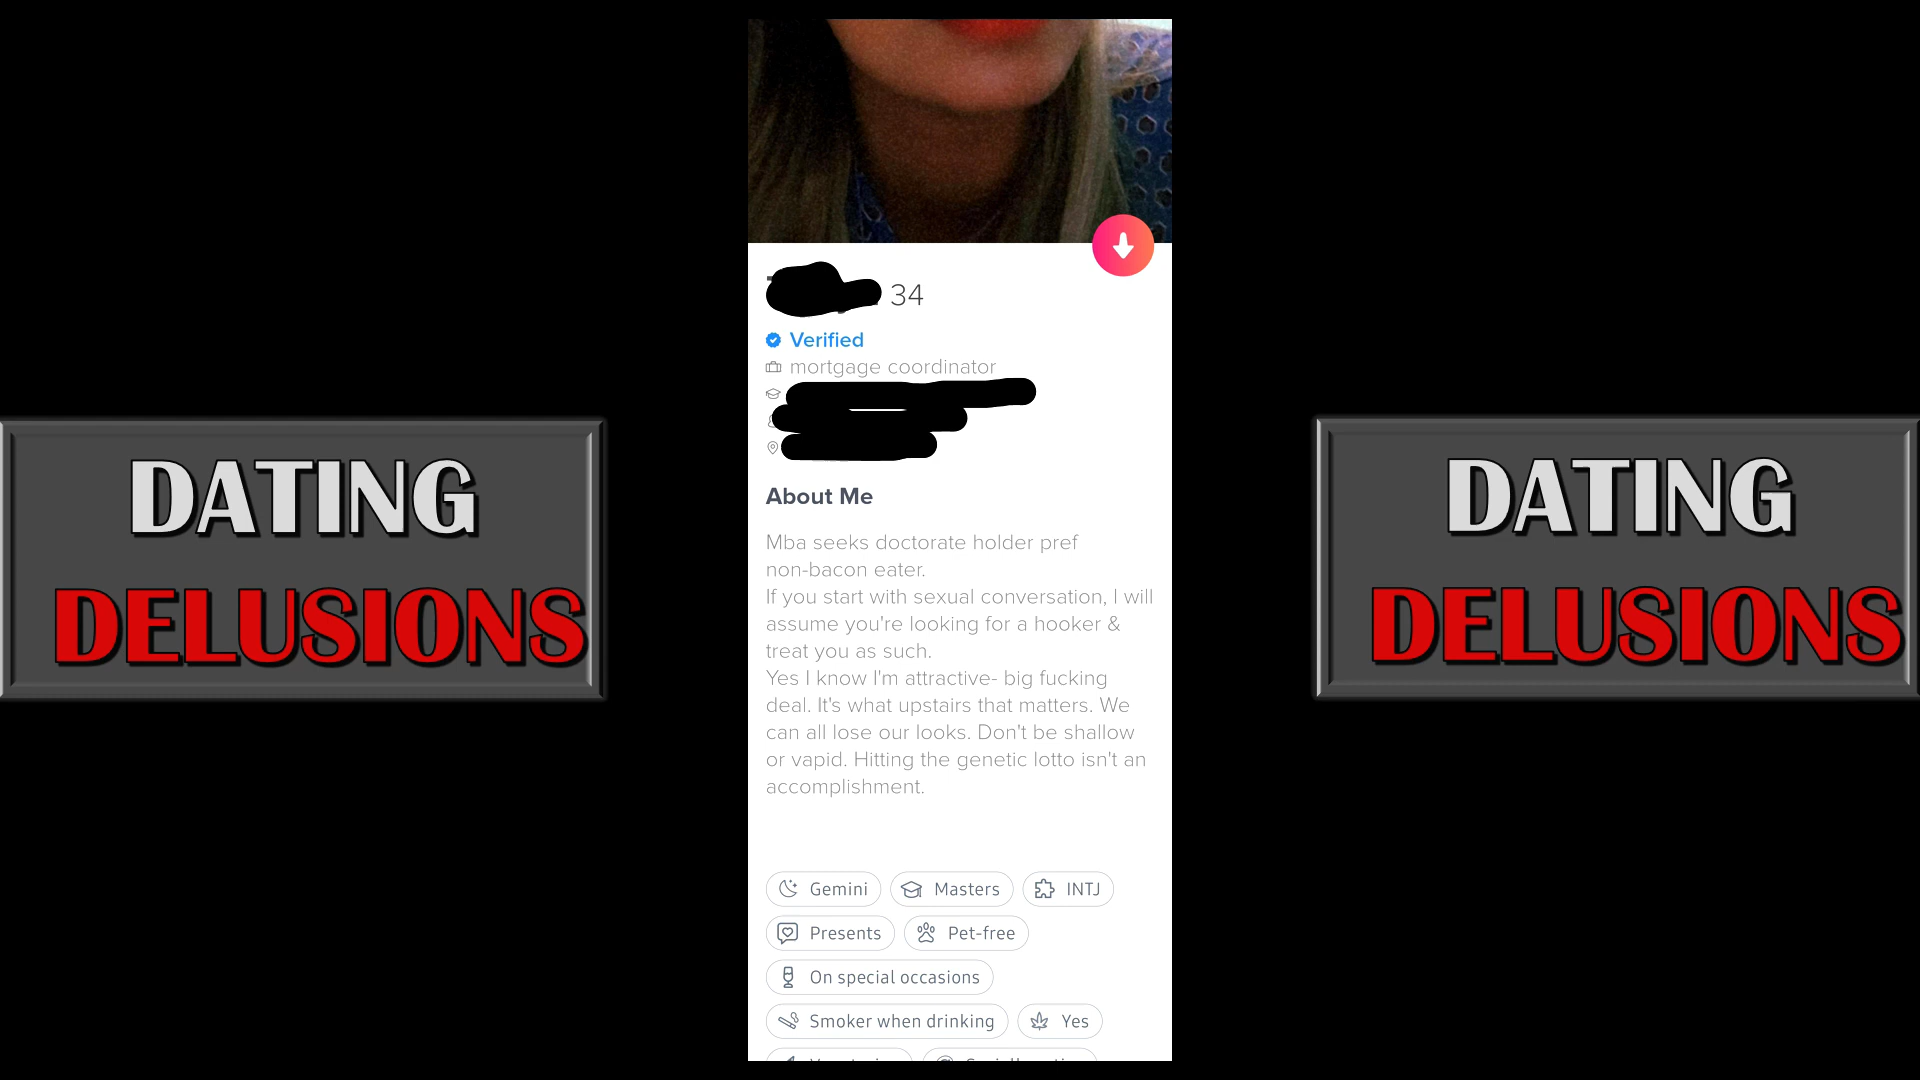 DATING
DELUSIONS
34
Verified
mortgage coordinator
About Me
Mba seeks doctorate holder pref
non-bacon eater.
If you start with sexual conversation, I will
assume you're looking for a hooker &
treat you as such.
Yes I know I'm attractive- big fucking
deal. It's what upstairs that matters. We
can all lose our looks. Don't be shallow
or vapid. Hitting the genetic lotto isn't an
accomplishment.
Gemini Masters INTJ
Presents Pet-free
On special occasions
Smoker when drinking Yes
DATING
DELUSIONS